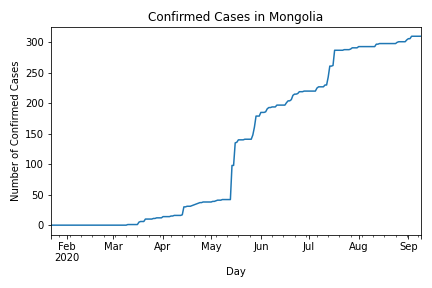 Confirmed Cases in Mongolia
Number of Confirmed Cases
300
250
200
150
100
50
0
Feb Mar Apr May Jun Jul Aug Sep
2020
Day